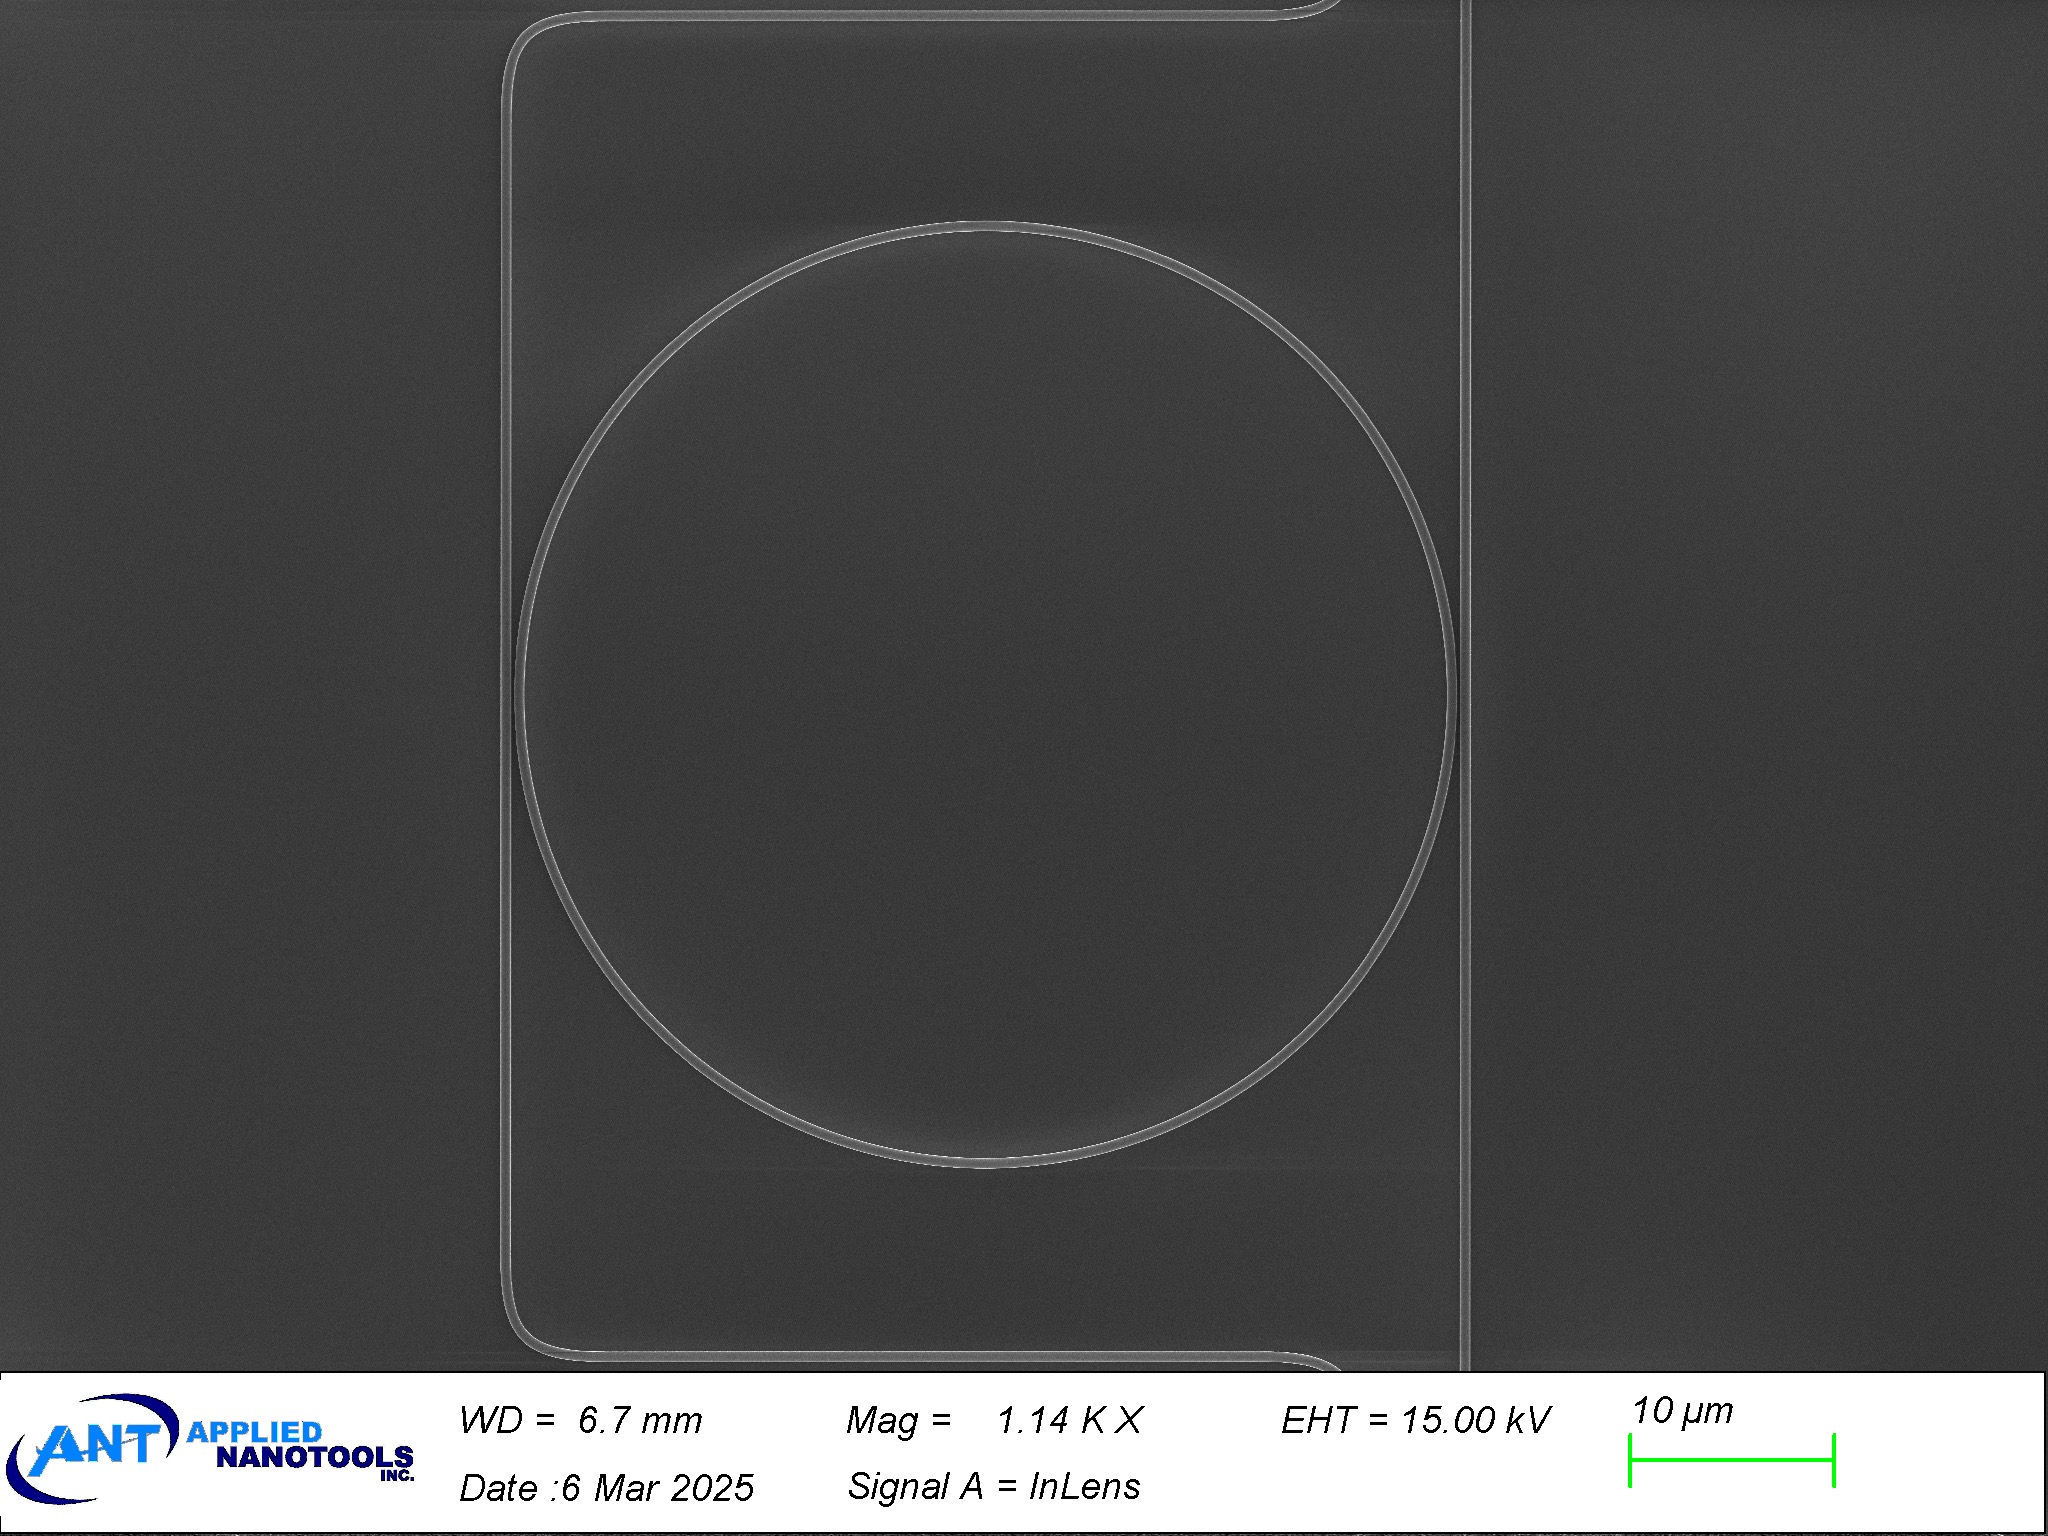 ANT APPLIED
NANOTOOLS
INC.
WD = 6.7 mm
Mag = 1.14 K X
EHT = 15.00 kV
10 µm
Date :6 Mar 2025
Signal A = InLens